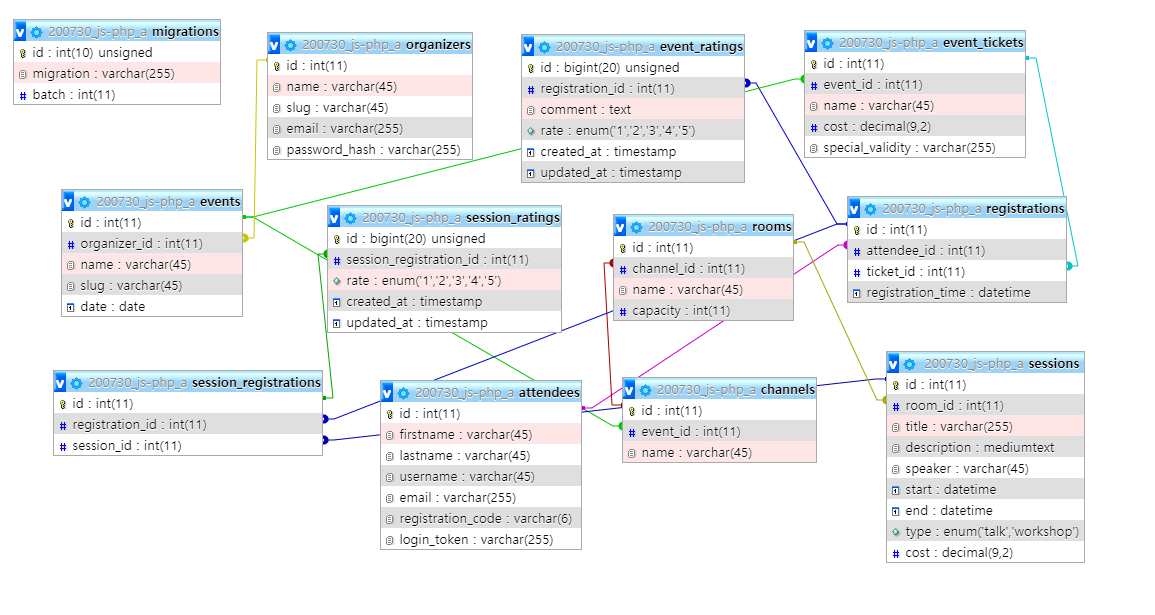 200730_js-php_a migrations
id : int(10) unsigned
migration : varchar(255)
batch : int(11)
200730_js-php_a organizers
id : int(11)
name : varchar(45)
slug : varchar(45)
email : varchar(255)
password_hash : varchar(255)
200730_js-php_a event_ratings
id : bigint(20) unsigned
registration_id : int(11)
comment : text
rate : enum('1','2','3','4','5')
created_at : timestamp
updated_at : timestamp
200730_js-php_a event_tickets
id : int(11)
event_id : int(11)
name : varchar(45)
cost : decimal(9,2)
special_validity : varchar(255)
200730_js-php_a events
id : int(11)
organizer_id : int(11)
name : varchar(45)
slug : varchar(45)
date : date
200730_js-php_a session_ratings
id : bigint(20) unsigned
session_registration_id : int(11)
rate : enum('1','2','3','4','5')
created_at : timestamp
updated_at : timestamp
200730_js-php_a rooms
id : int(11)
channel_id : int(11)
name : varchar(45)
capacity : int(11)
200730_js-php_a registrations
id : int(11)
attendee_id : int(11)
ticket_id : int(11)
registration_time : datetime
200730_js-php_a session_registrations
id : int(11)
registration_id : int(11)
session_id : int(11)
200730_js-php_a attendees
id : int(11)
firstname : varchar(45)
lastname : varchar(45)
username : varchar(45)
email : varchar(255)
registration_code : varchar(6)
login_token : varchar(255)
200730_js-php_a channels
id : int(11)
event_id : int(11)
name : varchar(45)
200730_js-php_a sessions
id : int(11)
room_id : int(11)
title : varchar(255)
description : mediumtext
speaker : varchar(45)
start : datetime
end : datetime
type : enum('talk','workshop')
cost : decimal(9,2)